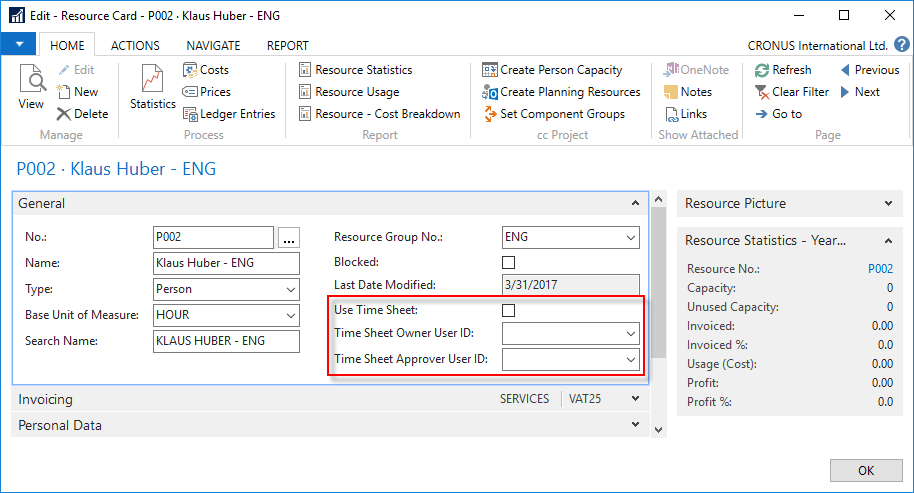 Edit - Resource Card - P002 · Klaus Huber - ENG
HOME ACTIONS NAVIGATE REPORT CRONUS International Ltd. ?
View
Edit
New
Delete
Manage
Statistics
Costs
Prices
Ledger Entries
Process
Resource Statistics
Resource Usage
Resource - Cost Breakdown
Report
Create Person Capacity
Create Planning Resources
Set Component Groups
cc Project
OneNote
Notes
Links
Show Attached
Refresh
Clear Filter
Go to
Previous
Next
Page
P002 · Klaus Huber - ENG
General
No.: P002 ...
Name: Klaus Huber - ENG
Type: Person
Base Unit of Measure: HOUR
Search Name: KLAUS HUBER - ENG
Resource Group No.: ENG
Blocked:
Last Date Modified: 3/31/2017
Use Time Sheet:
Time Sheet Owner User ID:
Time Sheet Approver User ID:
Invoicing SERVICES VAT25
Personal Data
Resource Picture
Resource Statistics - Year...
Resource No.: P002
Capacity: 0
Unused Capacity: 0
Invoiced: 0.00
Invoiced %: 0.0
Usage (Cost): 0.00
Profit: 0.00
Profit %: 0.0
OK